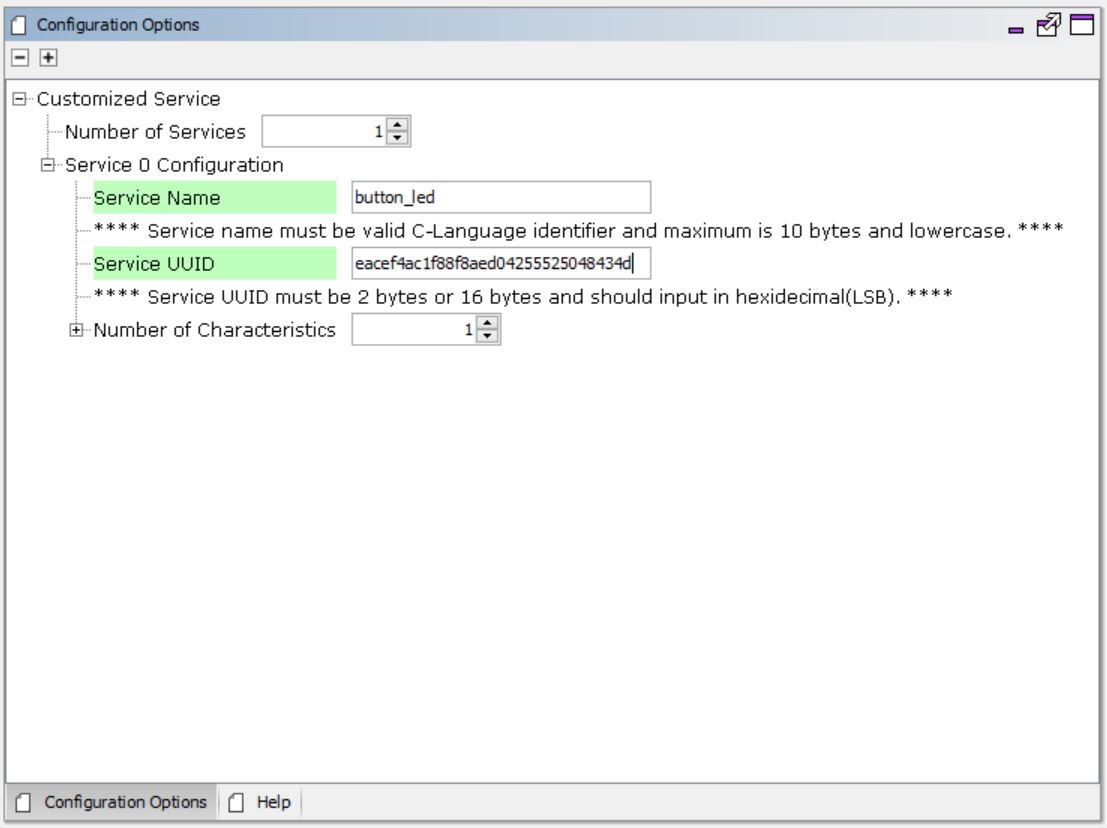 Configuration Options
Customized Service
Number of Services 1
Service 0 Configuration
Service Name button_led
**** Service name must be valid C-Language identifier and maximum is 10 bytes and lowercase. ****
Service UUID eacef4ac1f88f8aed04255525048434d
**** Service UUID must be 2 bytes or 16 bytes and should input in hexidecimal(LSB). ****
Number of Characteristics 1
Configuration Options Help